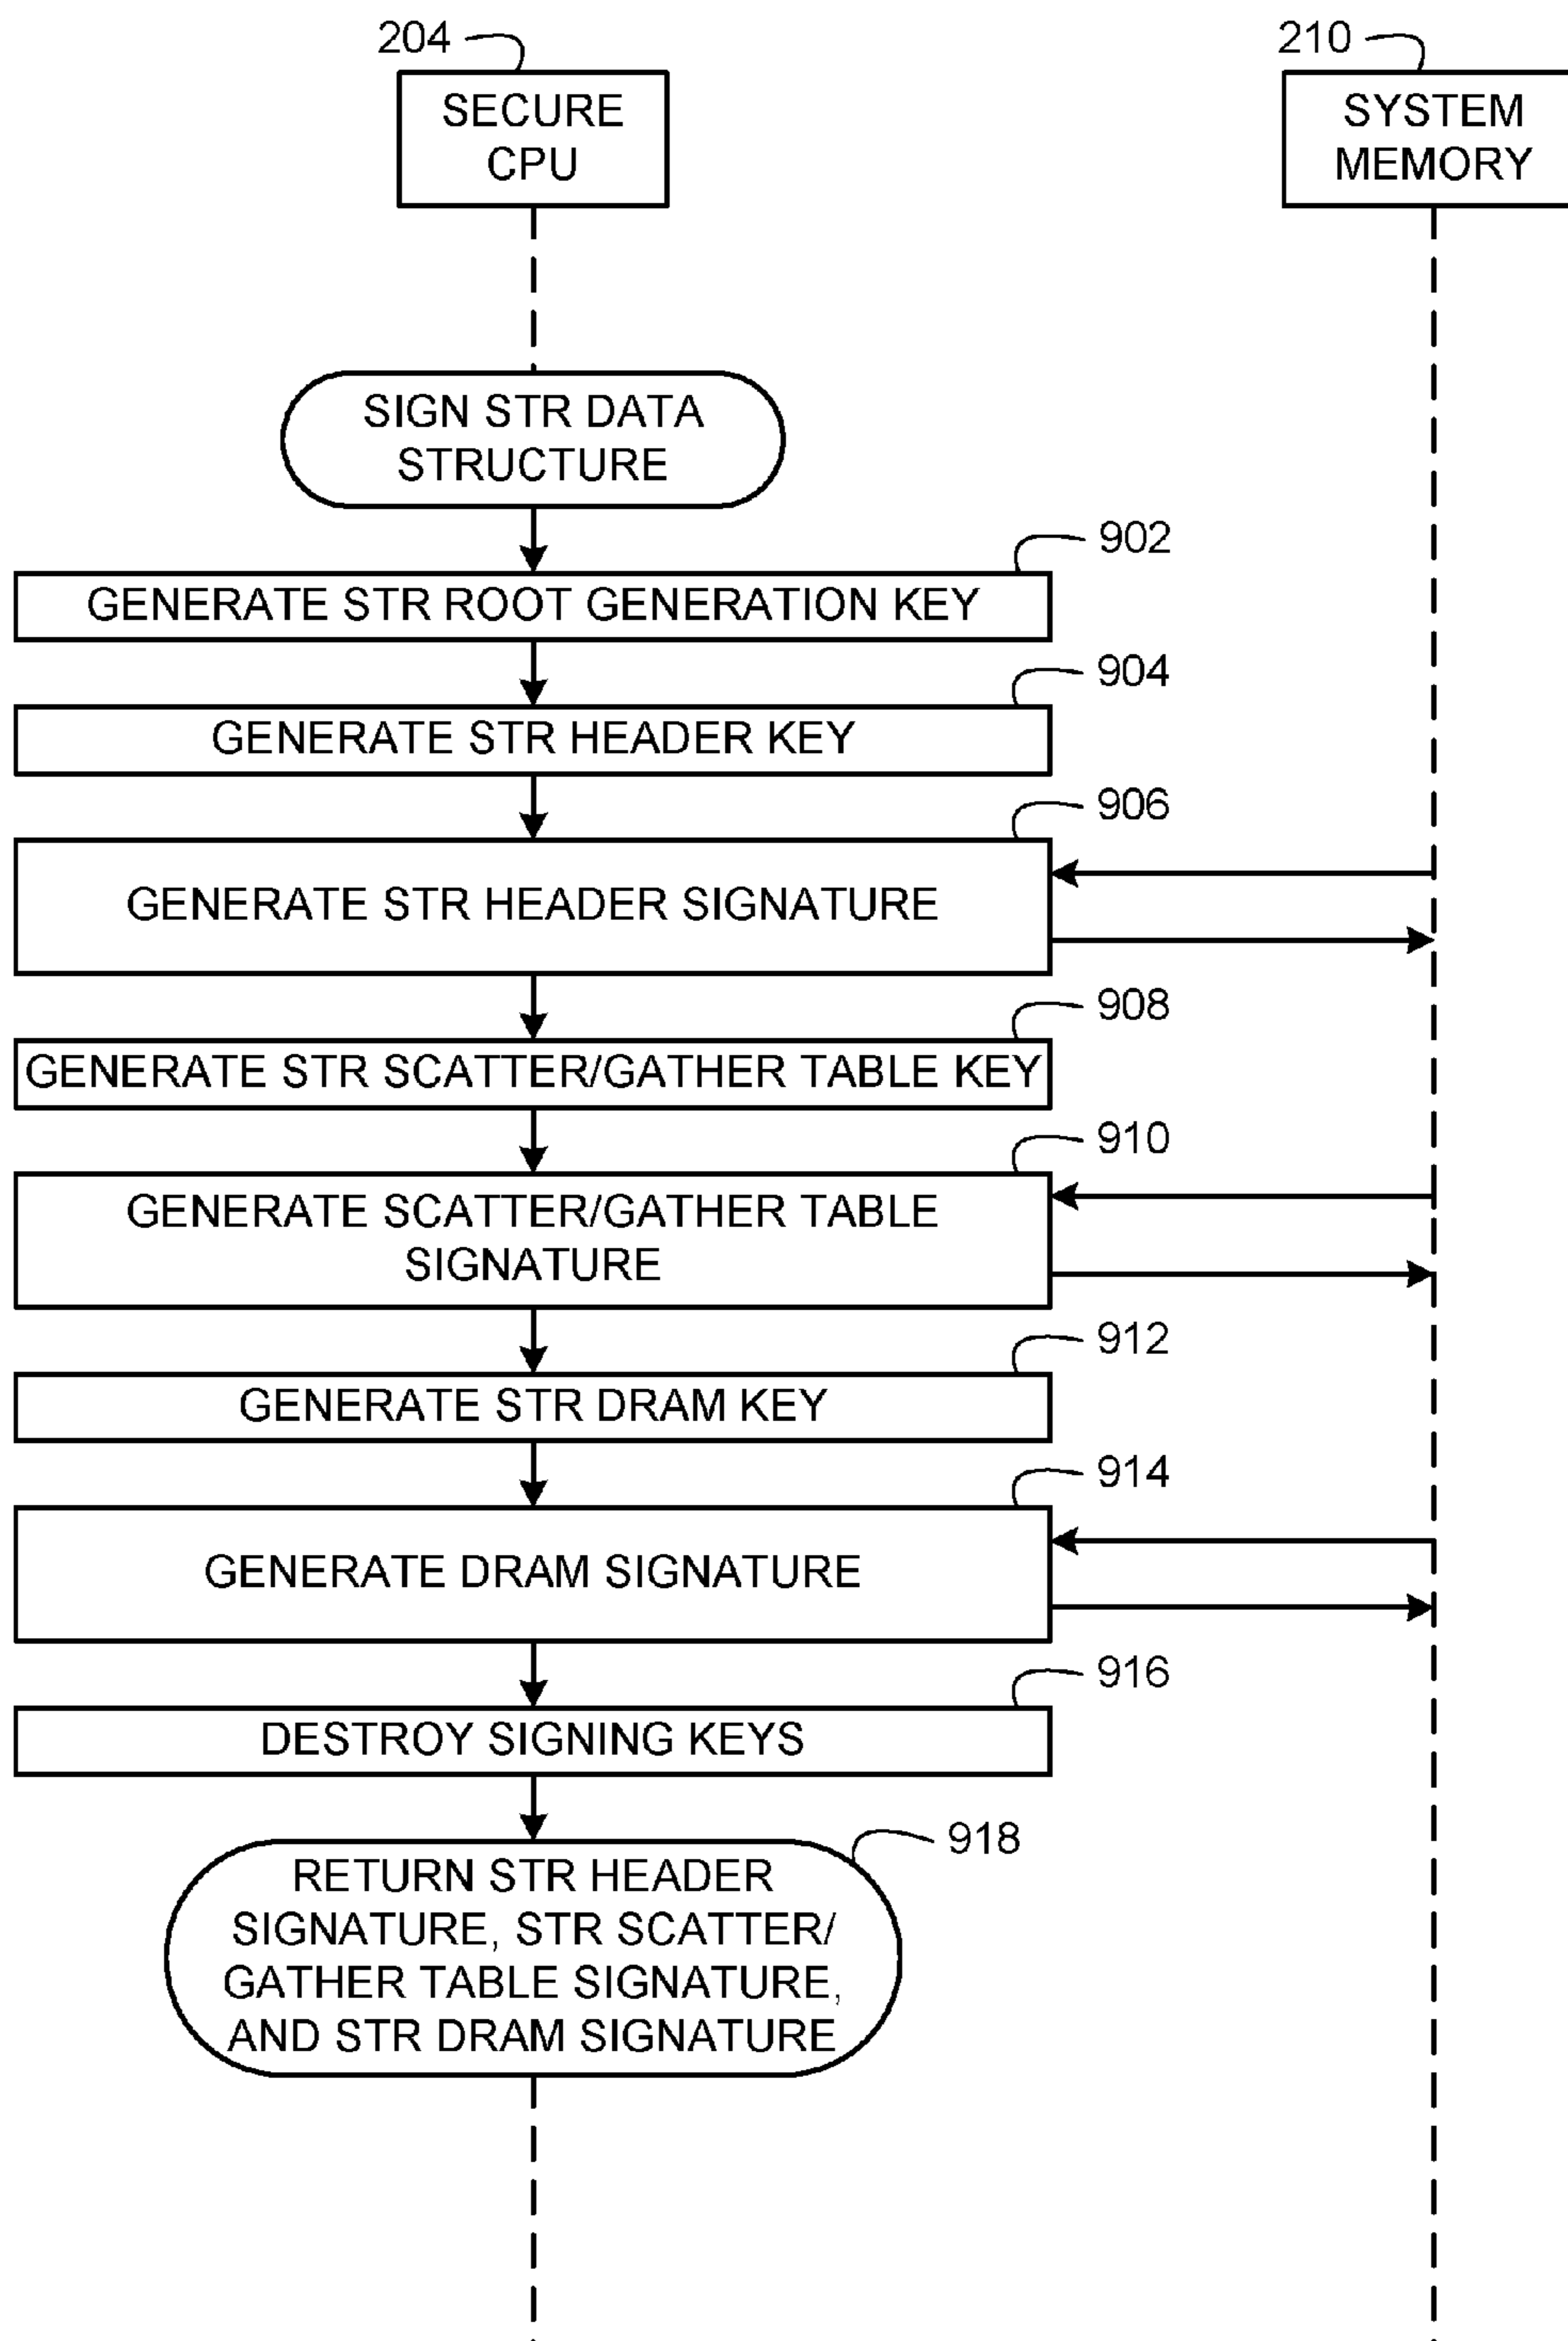 204
210
SECURE
CPU
SYSTEM
MEMORY
SIGN STR DATA
STRUCTURE
902
GENERATE STR ROOT GENERATION KEY
904
GENERATE STR HEADER KEY
906
GENERATE STR HEADER SIGNATURE
908
GENERATE STR SCATTER/GATHER TABLE KEY
910
GENERATE SCATTER/GATHER TABLE
SIGNATURE
912
GENERATE STR DRAM KEY
914
GENERATE DRAM SIGNATURE
916
DESTROY SIGNING KEYS
918
RETURN STR HEADER
SIGNATURE, STR SCATTER/
GATHER TABLE SIGNATURE,
AND STR DRAM SIGNATURE